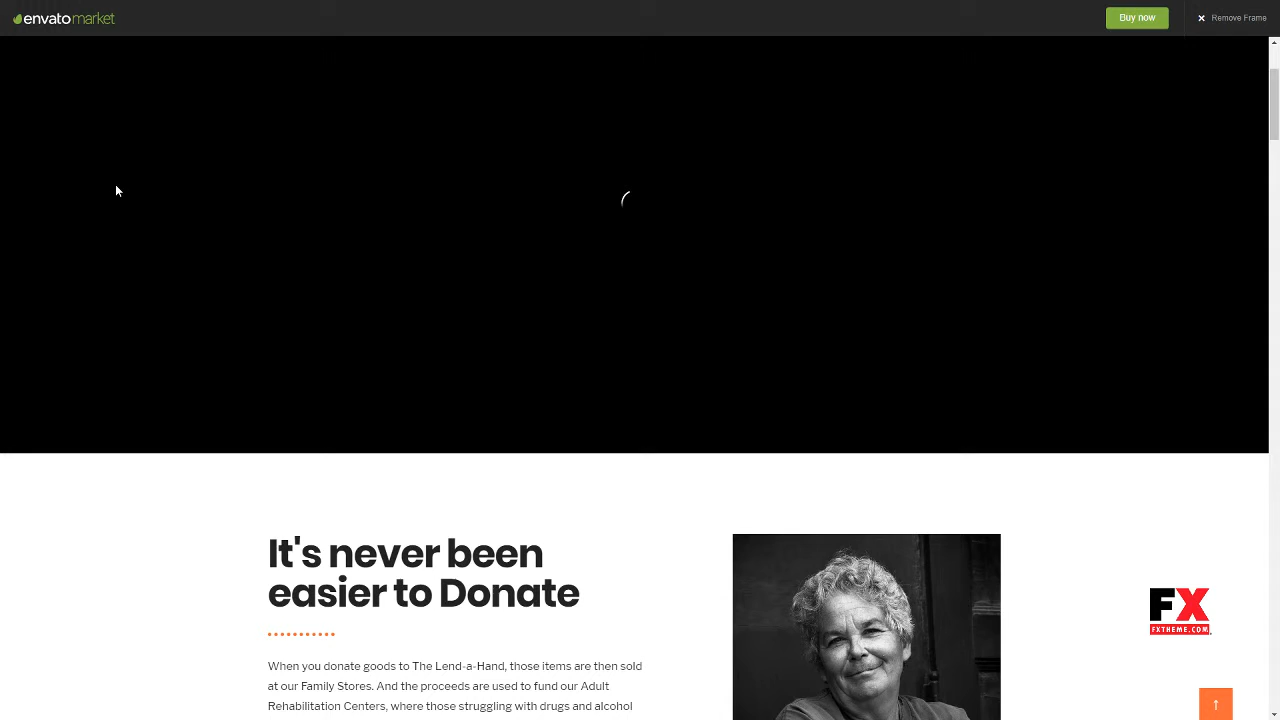 envatomarket
Buy now
Remove Frame
It's never been
easier to Donate
When you donate goods to The Lend-a-Hand, those items are then sold
at our Family Stores. And the proceeds are used to fund our Adult
Rehabilitation Centers, where those struggling with drugs and alcohol
FX
FXTHEME.COM